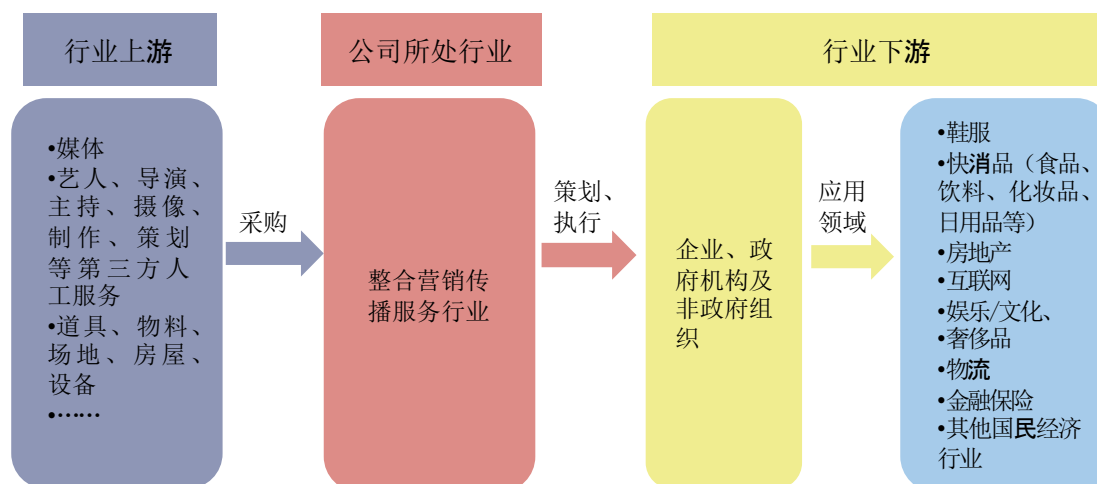 行业上游
公司所处行业
行业下游
•媒体
•艺人、导演、
主持、摄像、
制作、策划
等第三方人
工服务
•道具、物料、
场地、房屋、
设备
•……
采购
整合营销传
播服务行业
策划、
执行
企业、政
府机构及
非政府组
织
应用
领域
•鞋服
•快消品（食品、
饮料、化妆品、
日用品等）
•房地产
•互联网
•娱乐/文化、
•奢侈品
•物流
•金融保险
•其他国民经济
行业